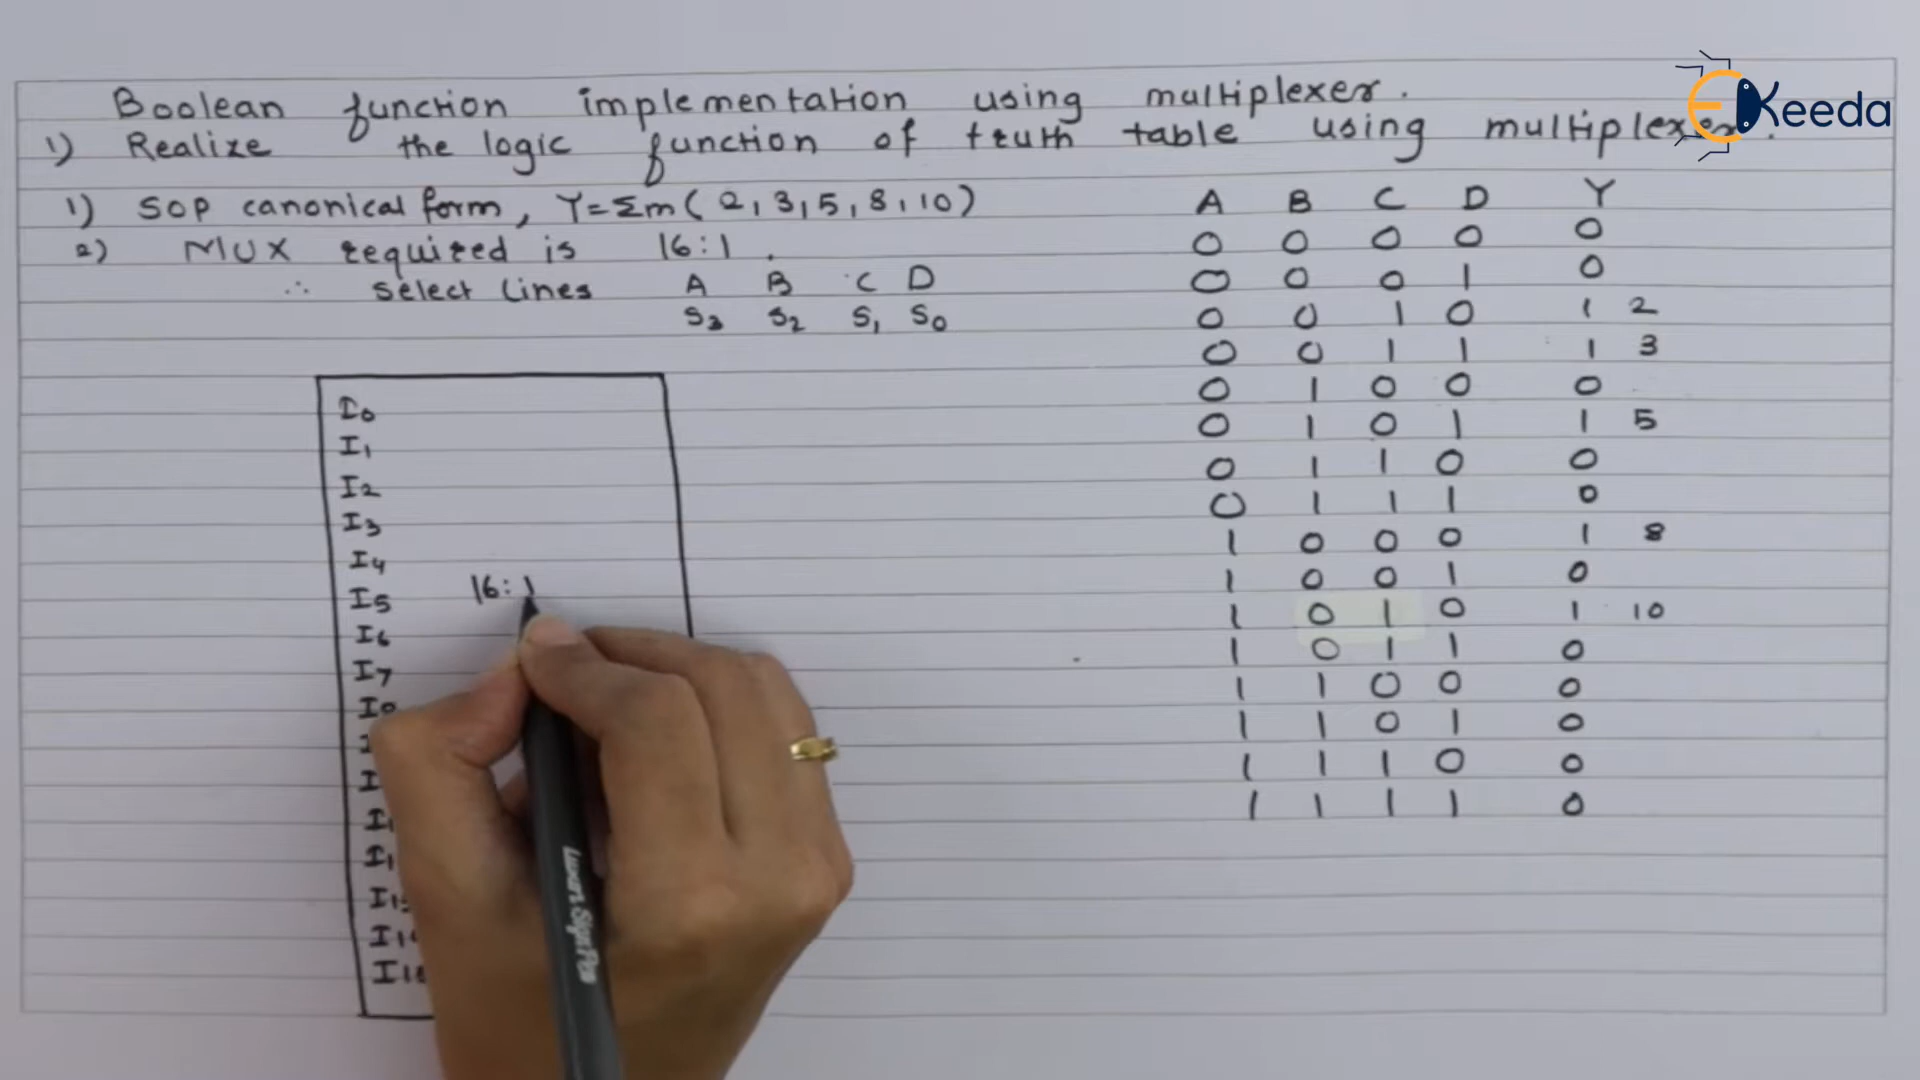 Boolean function implementation using multiplexer.
1) Realize the logic function of truth table using multiplexer.
Keeda
1) SOP canonical form, Y=Σm(2,3,5,8,10)
2) MUX required is 16:1.
∴ Select lines A B C D
S3 S2 S1 S0
I0
I1
I2
I3
I4
I5
I6
I7
16:1
A B C D Y
0 0 0 0 0
0 0 0 1 0
0 0 1 0 1 2
0 0 1 1 1 3
0 1 0 0 0
0 1 0 1 1 5
0 1 1 0 0
0 1 1 1 0
1 0 0 0 1 8
1 0 0 1 0
1 0 1 0 1 10
1 0 1 1 0
1 1 0 0 0
1 1 0 1 0
1 1 1 0 0
1 1 1 1 0
Luxor Sign Pen